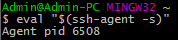 Admin@Admin-PC MINGW32 ~
$ eval "$(ssh-agent -s)"
Agent pid 6508